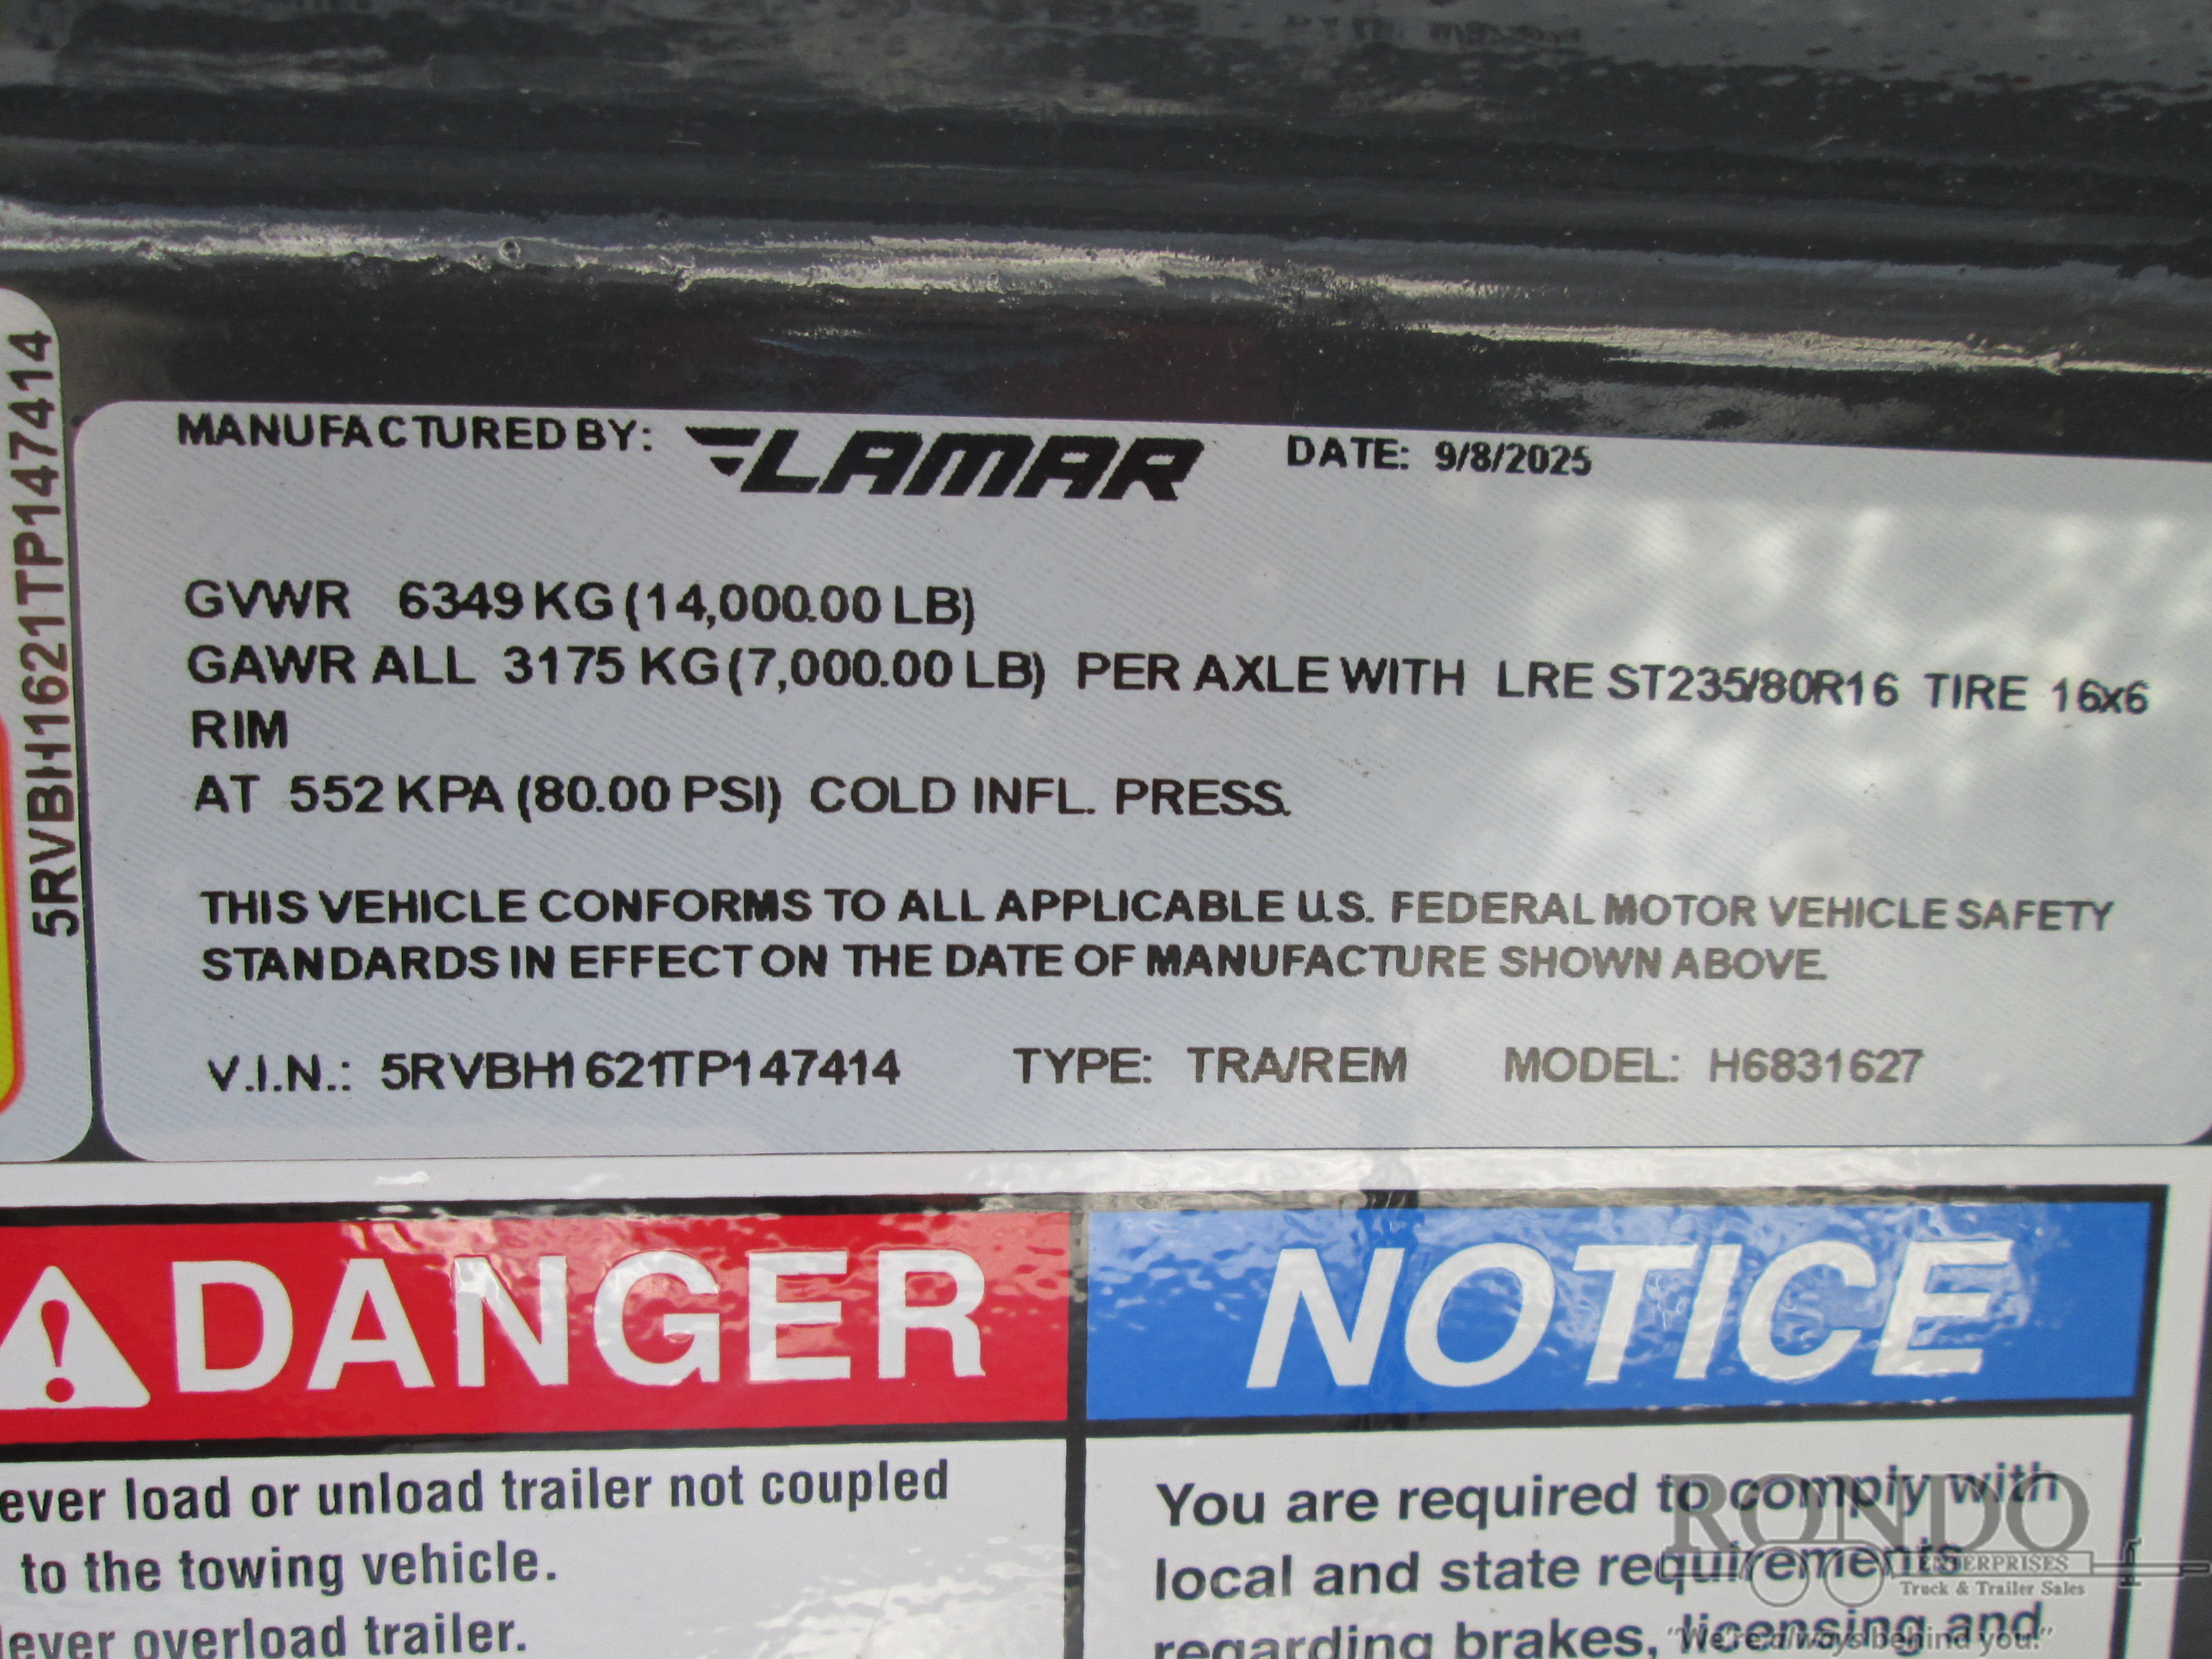 5RVBH1621TP147414
MANUFACTURED BY: LAMAR DATE: 9/8/2025
GVWR 6349 KG (14,000.00 LB)
GAWR ALL 3175 KG (7,000.00 LB) PER AXLE WITH LRE ST235/80R16 TIRE 16x6
RIM
AT 552 KPA (80.00 PSI) COLD INFL. PRESS.
THIS VEHICLE CONFORMS TO ALL APPLICABLE U.S. FEDERAL MOTOR VEHICLE SAFETY
STANDARDS IN EFFECT ON THE DATE OF MANUFACTURE SHOWN ABOVE.
V.I.N.: 5RVBH1621TP147414 TYPE: TRA/REM MODEL: H6831627
DANGER
ever load or unload trailer not coupled
to the towing vehicle.
ever overload trailer.
NOTICE
You are required to comply with
local and state requirements
regarding brakes, licensing and
RONDO
ENTERPRISES
Truck & Trailer Sales
"We're always behind you."